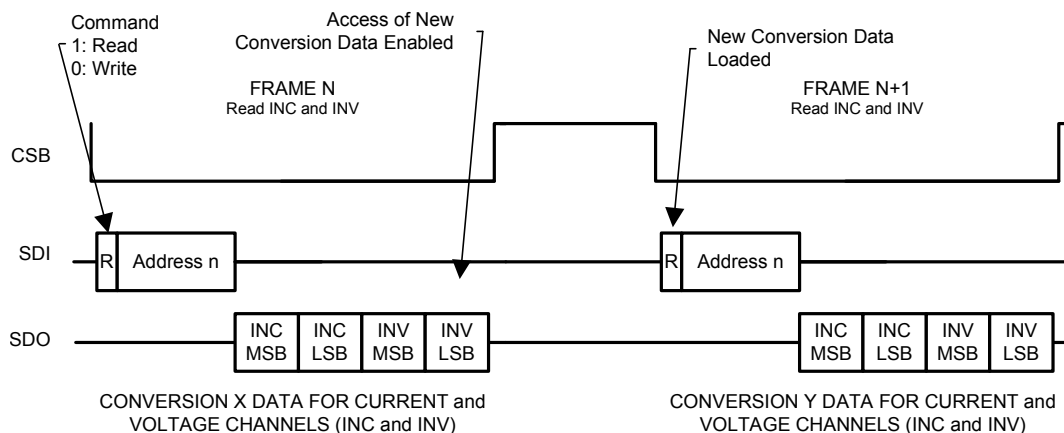 Command
1: Read
0: Write
Access of New
Conversion Data Enabled
New Conversion Data
Loaded
FRAME N
Read INC and INV
FRAME N+1
Read INC and INV
CSB
SDI
R
Address n
R
Address n
SDO
INC
MSB
INC
LSB
INV
MSB
INV
LSB
INC
MSB
INC
LSB
INV
MSB
INV
LSB
CONVERSION X DATA FOR CURRENT and
VOLTAGE CHANNELS (INC and INV)
CONVERSION Y DATA FOR CURRENT and
VOLTAGE CHANNELS (INC and INV)